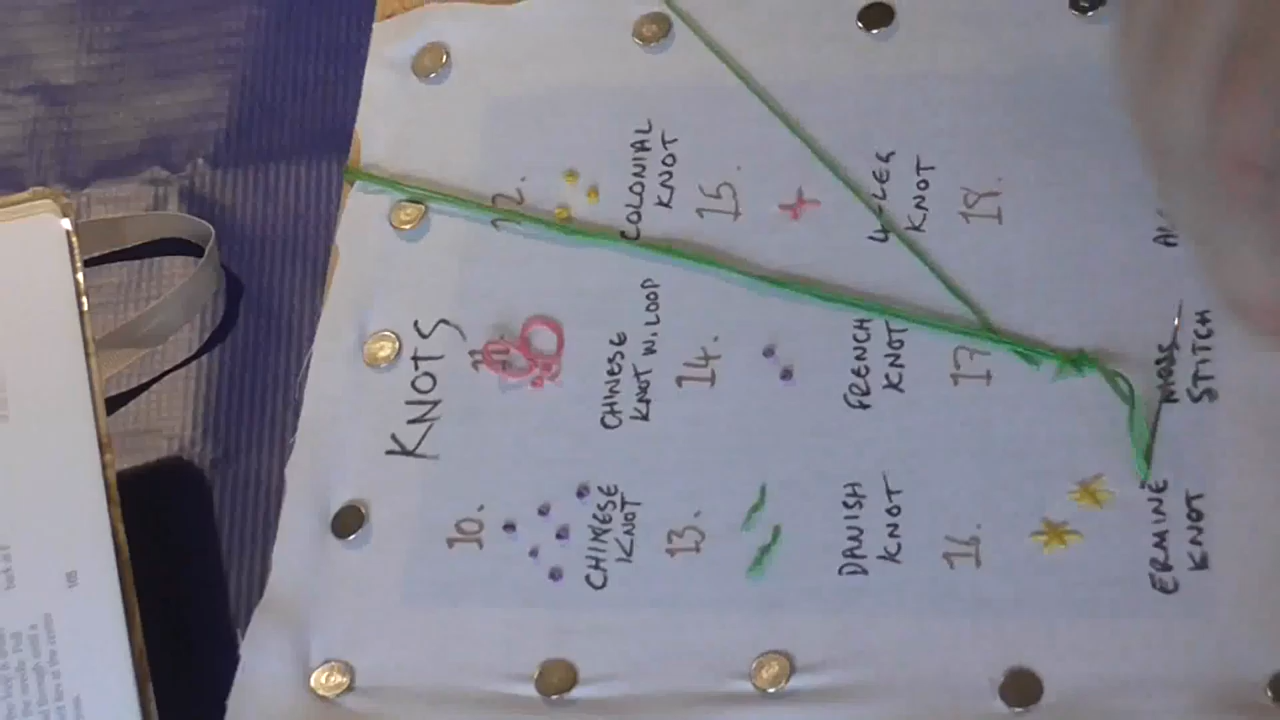 KNOTS
10.
11
12.
CHINESE
KNOT
CHINESE
KNOT W. LOOP
COLONIAL
KNOT
13.
14.
15.
DANISH
KNOT
FRENCH
KNOT
4-LEG
KNOT
16.
17
18.
ERMINE
KNOT
STITCH
105